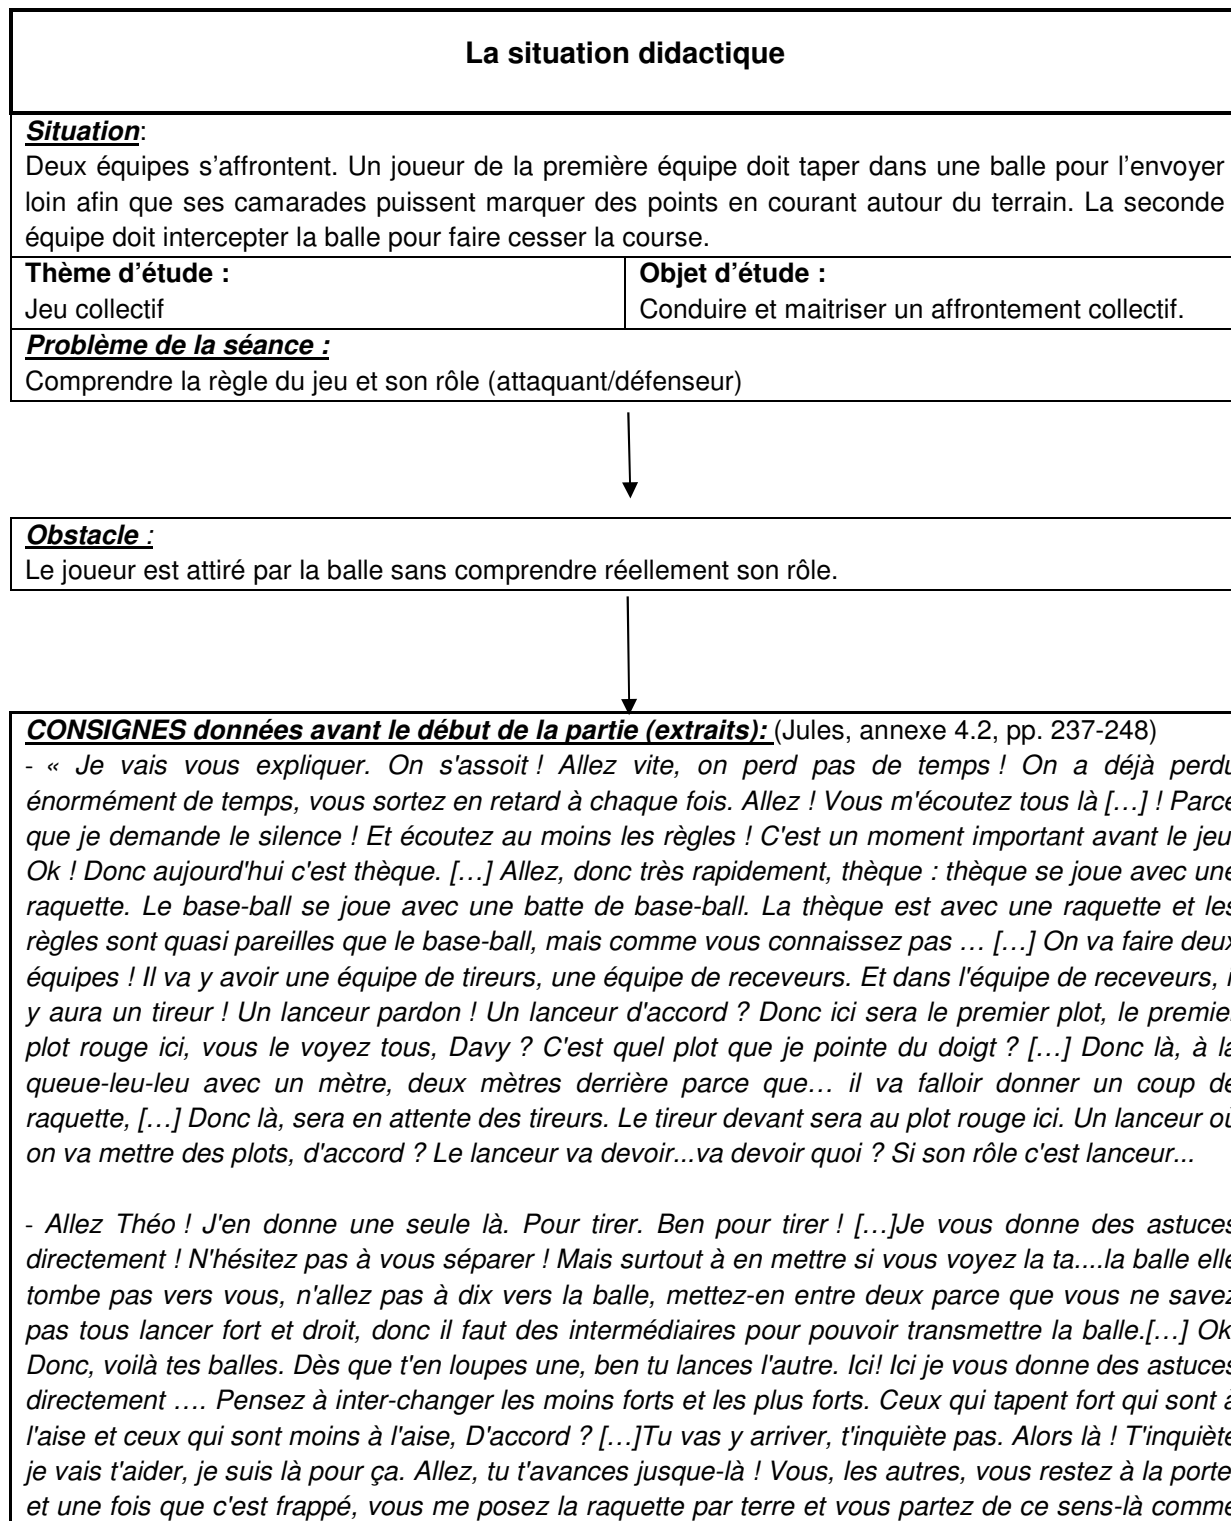 La situation didactique
Situation:
Deux équipes s'affrontent. Un joueur de la première équipe doit taper dans une balle pour l'envoyer
loin afin que ses camarades puissent marquer des points en courant autour du terrain. La seconde
équipe doit intercepter la balle pour faire cesser la course.
Thème d'étude :
Jeu collectif
Objet d'étude :
Conduire et maitriser un affrontement collectif.
Problème de la séance :
Comprendre la règle du jeu et son rôle (attaquant/défenseur)
Obstacle :
Le joueur est attiré par la balle sans comprendre réellement son rôle.
CONSIGNES données avant le début de la partie (extraits): (Jules, annexe 4.2, pp. 237-248)
- « Je vais vous expliquer. On s'assoit ! Allez vite, on perd pas de temps ! On a déjà perdu
énormément de temps, vous sortez en retard à chaque fois. Allez ! Vous m'écoutez tous là […] ! Parce
que je demande le silence ! Et écoutez au moins les règles ! C'est un moment important avant le jeu
Ok ! Donc aujourd'hui c'est thèque. […] Allez, donc très rapidement, thèque : thèque se joue avec une
raquette. Le base-ball se joue avec une batte de base-ball. La thèque est avec une raquette et les
règles sont quasi pareilles que le base-ball, mais comme vous connaissez pas … […] On va faire deux
équipes ! Il va y avoir une équipe de tireurs, une équipe de receveurs. Et dans l'équipe de receveurs,
y aura un tireur ! Un lanceur pardon ! Un lanceur d'accord ? Donc ici sera le premier plot, le premier
plot rouge ici, vous le voyez tous, Davy ? C'est quel plot que je pointe du doigt ? […] Donc là, à la
queue-leu-leu avec un mètre, deux mètres derrière parce que… il va falloir donner un coup de
raquette, […] Donc là, sera en attente des tireurs. Le tireur devant sera au plot rouge ici. Un lanceur où
on va mettre des plots, d'accord ? Le lanceur va devoir...va devoir quoi ? Si son rôle c'est lanceur...
- Allez Théo ! J'en donne une seule là. Pour tirer. Ben pour tirer ! […]Je vous donne des astuces
directement ! N'hésitez pas à vous séparer ! Mais surtout à en mettre si vous voyez la ta....la balle elle
tombe pas vers vous, n'allez pas à dix vers la balle, mettez-en entre deux parce que vous ne savez
pas tous lancer fort et droit, donc il faut des intermédiaires pour pouvoir transmettre la balle.[…] Ok
Donc, voilà tes balles. Dès que t'en loupes une, ben tu lances l'autre. Ici! Ici je vous donne des astuces
directement …. Pensez à inter-changer les moins forts et les plus forts. Ceux qui tapent fort qui sont à
l'aise et ceux qui sont moins à l'aise, D'accord ? […]Tu vas y arriver, t'inquiète pas. Alors là ! T'inquiète
je vais t'aider, je suis là pour ça. Allez, tu t'avances jusque-là ! Vous, les autres, vous restez à la porte
et une fois que c'est frappé, vous me posez la raquette par terre et vous partez de ce sens-là comme